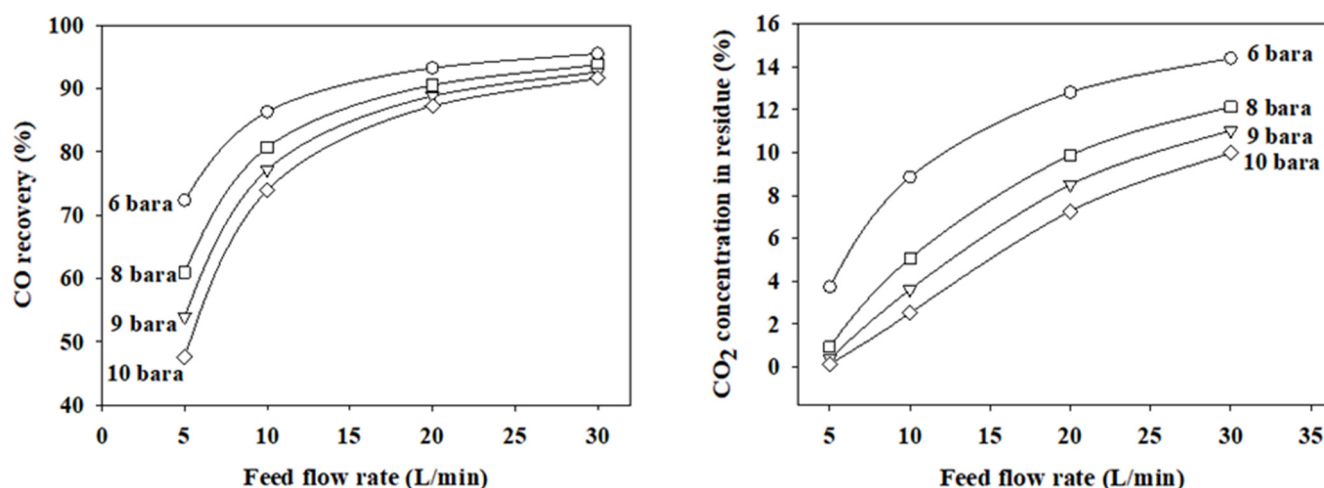 CO recovery (%)
100
90
80
70
60
50
40
6 bara
8 bara
9 bara
10 bara
0
5
10
15
20
25
30
Feed flow rate (L/min)
CO2 concentration in residue (%)
16
14
12
10
8
6
4
2
0
6 bara
8 bara
9 bara
10 bara
5
10
15
20
25
30
35
Feed flow rate (L/min)